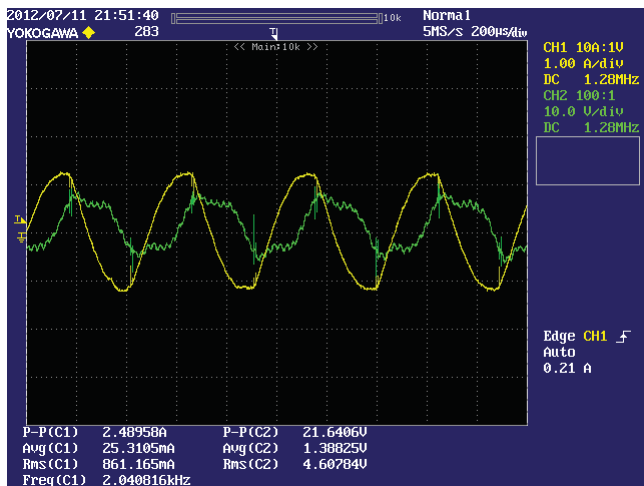 2012/07/11 21:51:40
10k
Normal
YOKOGAWA
283
T
5MS/s 200µs/div
<< Main:10k >>
CH1 10A:1V
1.00 A/div
DC 1.28MHz
CH2 100:1
10.0 V/div
DC 1.28MHz
T
Edge CH1
Auto
0.21 A
P-P(C1) 2.48958A P-P(C2) 21.6406V
Avg(C1) 25.3105mA Avg(C2) 1.38825V
Rms(C1) 861.165mA Rms(C2) 4.60784V
Freq(C1) 2.040816kHz